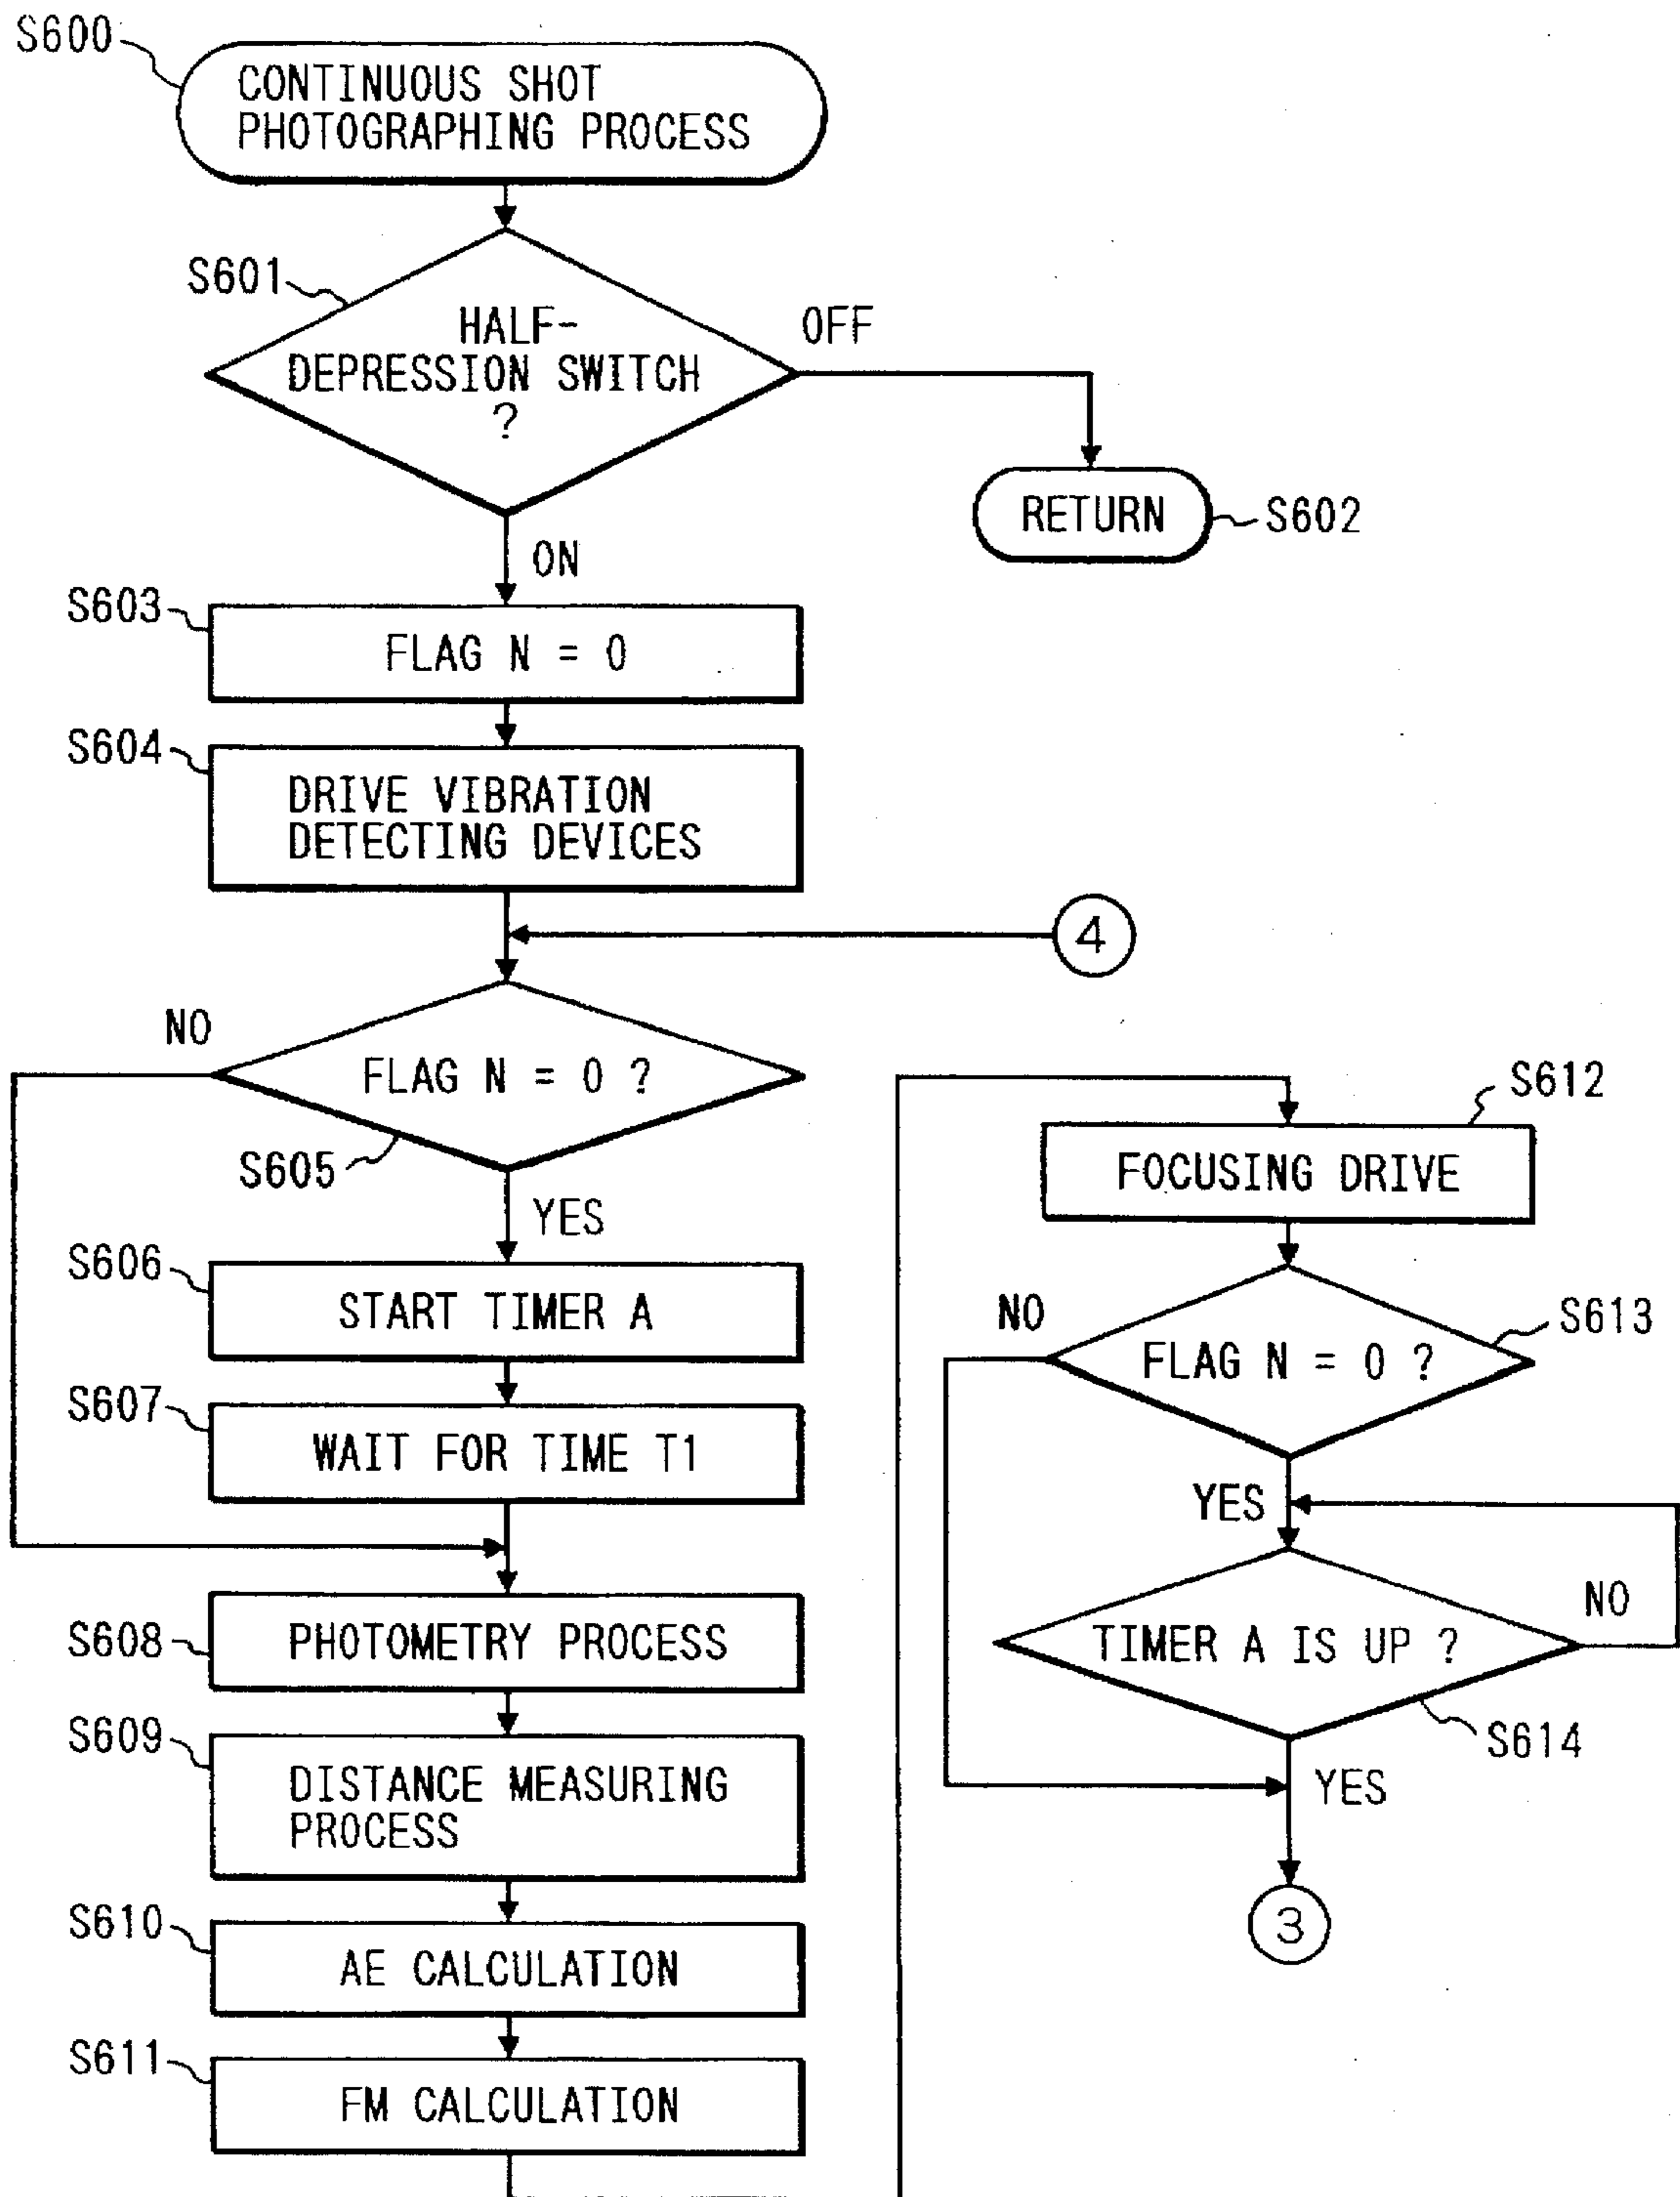 S600
CONTINUOUS SHOT
PHOTOGRAPHING PROCESS
S601
HALF-
DEPRESSION SWITCH
?
OFF
RETURN
S602
ON
S603
FLAG N = 0
S604
DRIVE VIBRATION
DETECTING DEVICES
4
NO
FLAG N = 0 ?
S605
YES
S606
START TIMER A
S607
WAIT FOR TIME T1
S608
PHOTOMETRY PROCESS
S609
DISTANCE MEASURING
PROCESS
S610
AE CALCULATION
S611
FM CALCULATION
S612
FOCUSING DRIVE
NO
S613
FLAG N = 0 ?
YES
NO
TIMER A IS UP ?
S614
YES
3